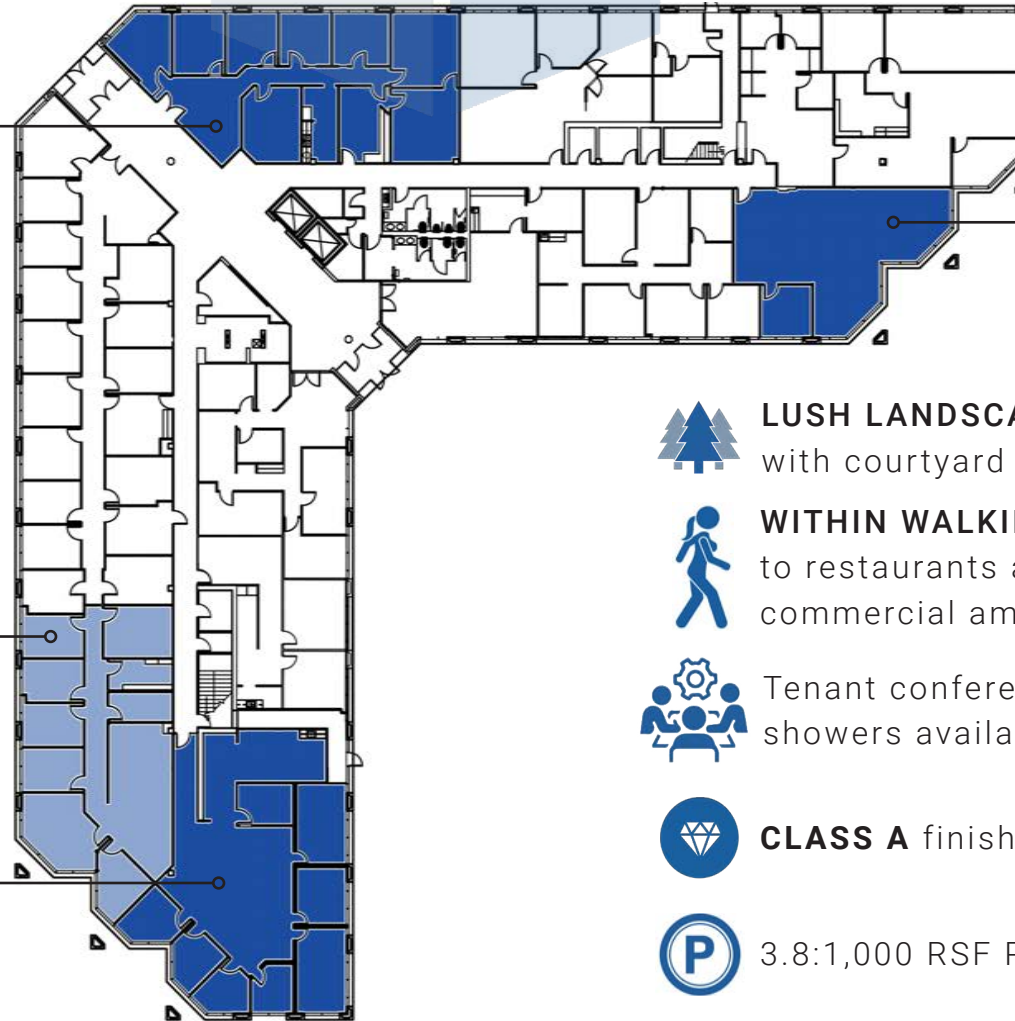 LUSH LANDSCA
with courtyard
WITHIN WALKI
to restaurants a
commercial am
Tenant confere
showers availa
CLASS A finish
P
3.8:1,000 RSF P